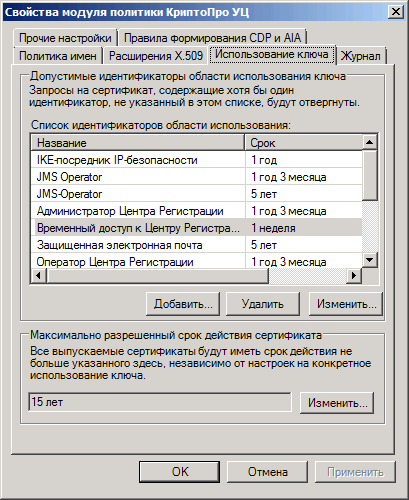 Свойства модуля политики КриптоПро УЦ
Прочие настройки Правила формирования CDP и AIA
Политика имен Расширения X.509 Использование ключа Журнал
Допустимые идентификаторы области использования ключа
Запросы на сертификат, содержащие хотя бы один
идентификатор, не указанный в этом списке, будут отвергнуты.
Список идентификаторов области использования:
Название Срок
IKE-посредник IP-безопасности 1 год
JMS Operator 1 год 3 месяца
JMS-Operator 5 лет
Администратор Центра Регистрации 1 год 3 месяца
Временный доступ к Центру Регистра... 1 неделя
Защищенная электронная почта 5 лет
Оператор Центра Регистрации 1 год 3 месяца
Добавить... Удалить Изменить...
Максимально разрешенный срок действия сертификата
Все выпускаемые сертификаты будут иметь срок действия не
больше указанного здесь, независимо от настроек на конкретное
использование ключа.
15 лет Изменить...
OK Отмена Применить